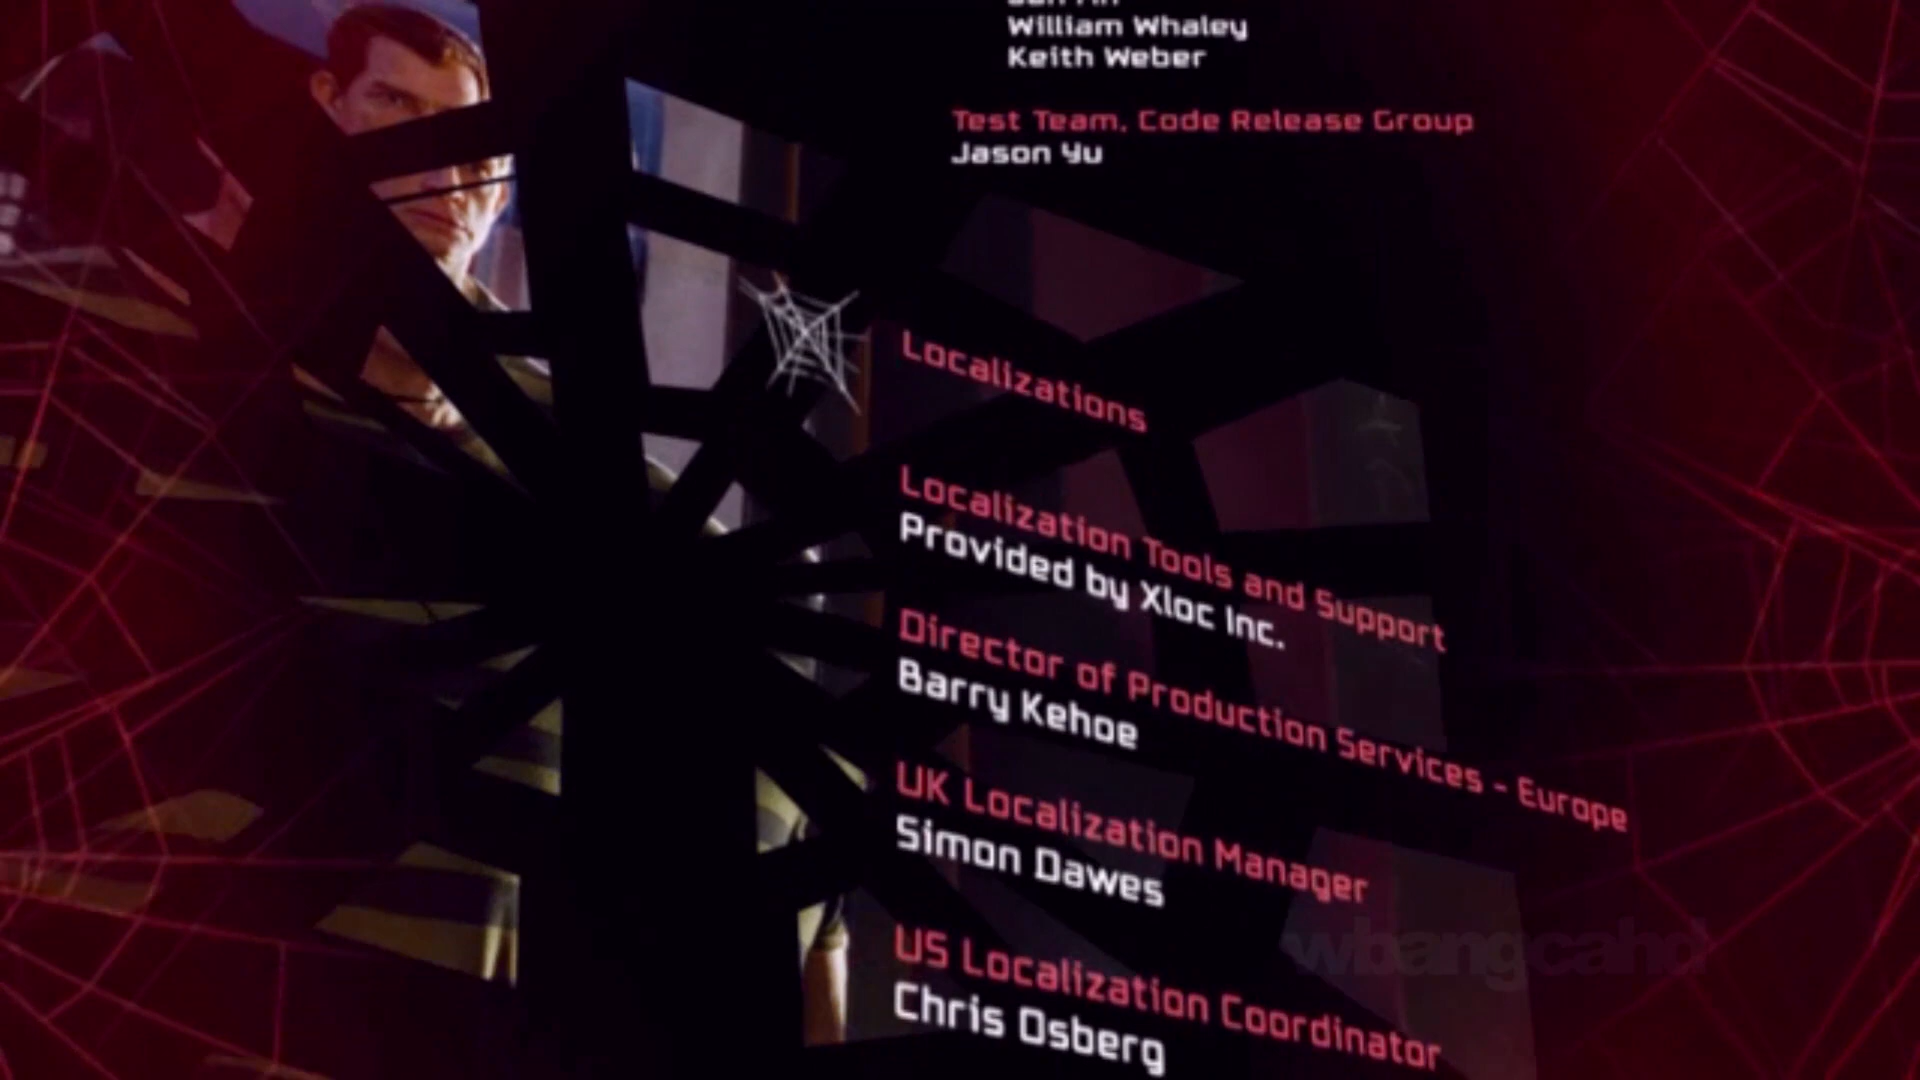 William Whaley
Keith Weber
Test Team, Code Release Group
Jason Yu
Localizations
Localization Tools and Support
Provided by Xloc Inc.
Director of Production Services - Europe
Barry Kehoe
UK Localization Manager
Simon Dawes
US Localization Coordinator
Chris Osberg
wbangcahd